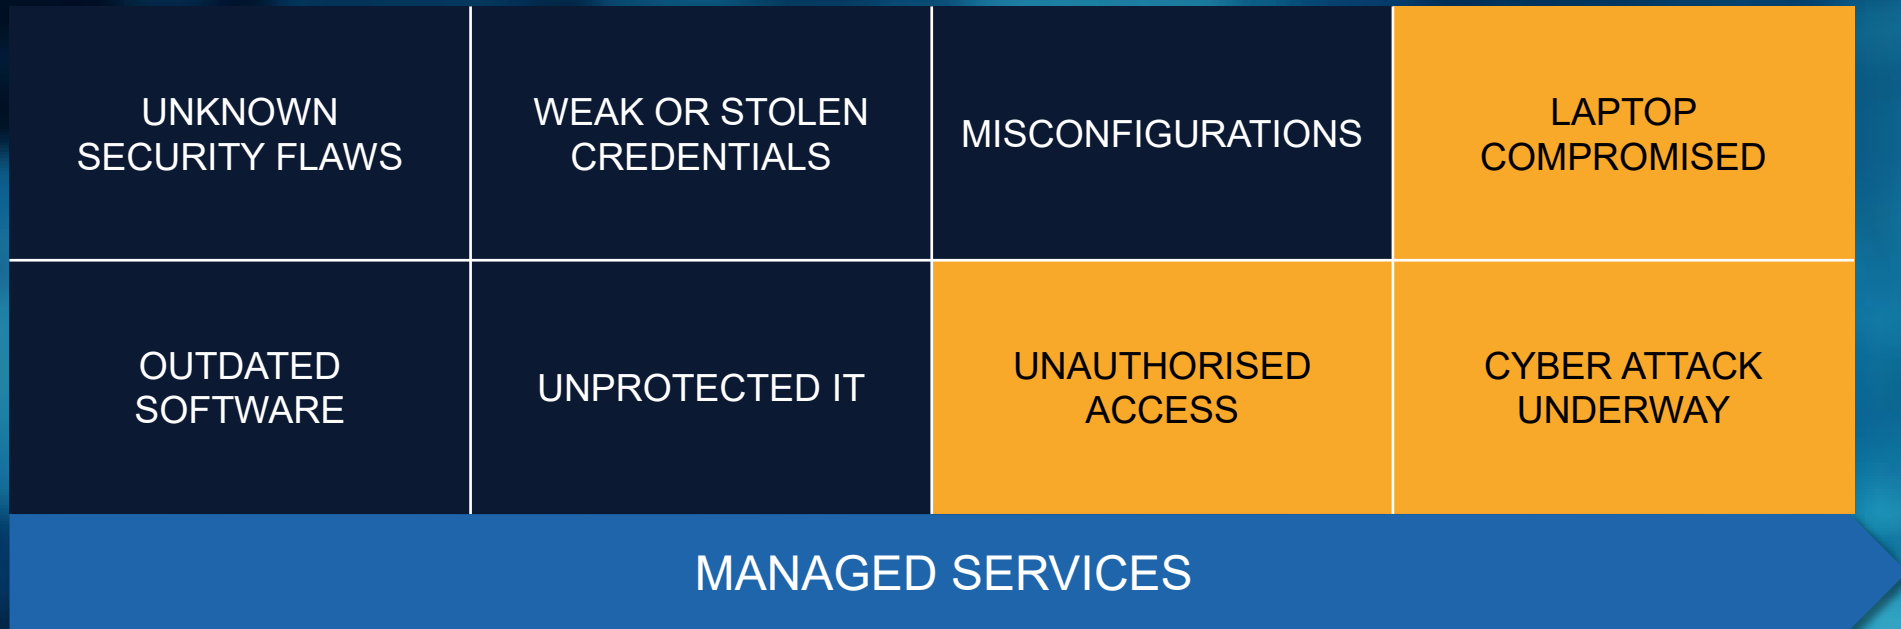 UNKNOWN
SECURITY FLAWS
WEAK OR STOLEN
CREDENTIALS
MISCONFIGURATIONS
LAPTOP
COMPROMISED
OUTDATED
SOFTWARE
UNPROTECTED IT
UNAUTHORISED
ACCESS
CYBER ATTACK
UNDERWAY
MANAGED SERVICES